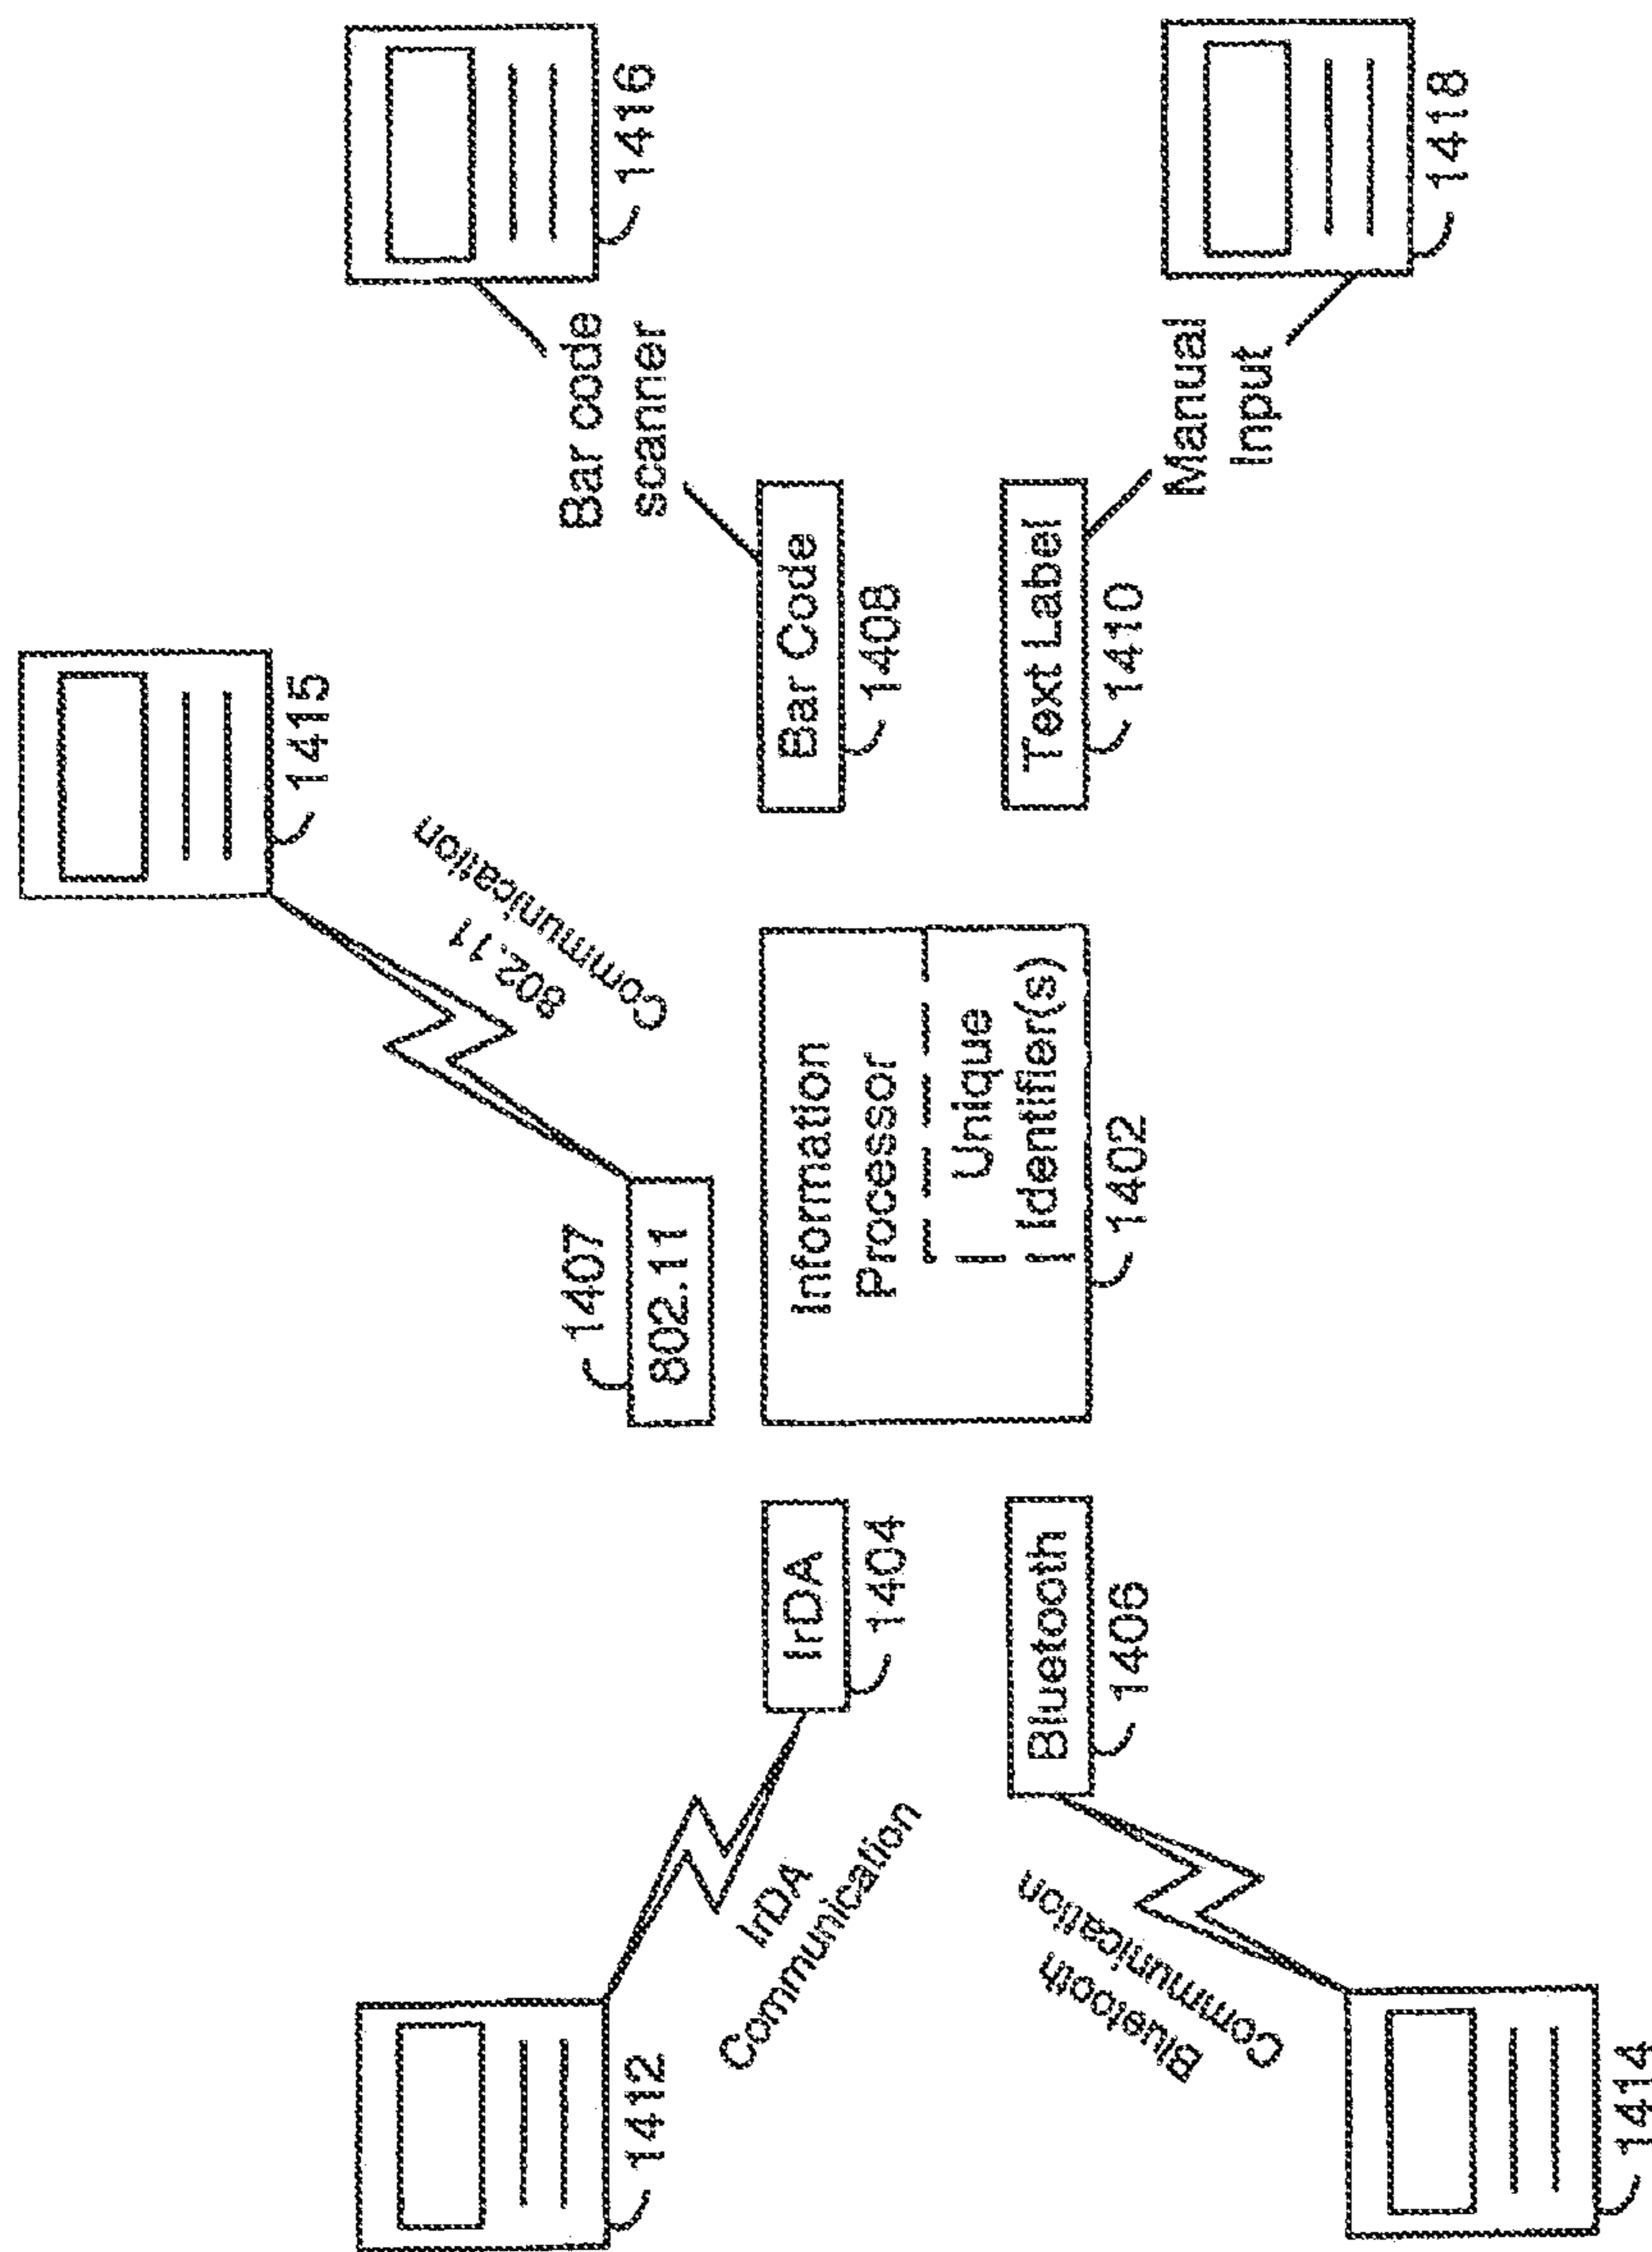 1415
802.11
Communication
1407
802.11
1412
IrDA
Communication
IrDA
1404
Information
Processor
Unique
Identifier(s)
1402
Bar Code
1408
Bar code
scanner
1416
Bluetooth
Communication
1414
Bluetooth
1406
Text Label
1410
Manual
Input
1418